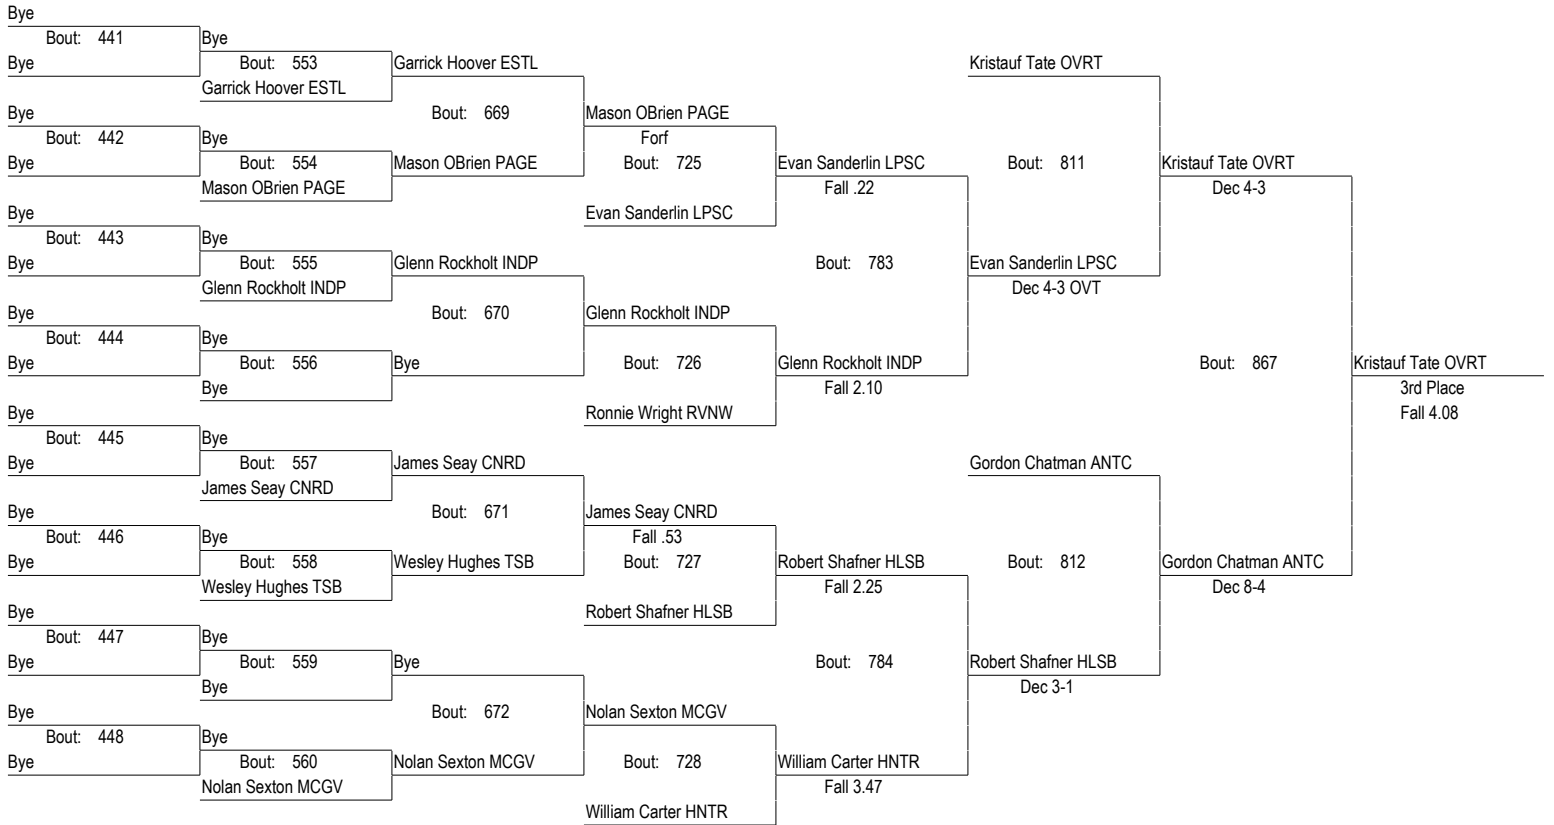 Bye
Bout: 441 Bye
Bye Bout: 553 Garrick Hoover ESTL Kristauf Tate OVRT
Garrick Hoover ESTL
Bye Bout: 669 Mason OBrien PAGE
Bout: 442 Bye Forf
Bye Bout: 554 Mason OBrien PAGE Bout: 725 Evan Sanderlin LPSC Bout: 811 Kristauf Tate OVRT
Mason OBrien PAGE Fall .22 Dec 4-3
Bye Evan Sanderlin LPSC
Bout: 443 Bye
Bye Bout: 555 Glenn Rockholt INDP Bout: 783 Evan Sanderlin LPSC
Glenn Rockholt INDP Dec 4-3 OVT
Bye Bout: 670 Glenn Rockholt INDP
Bout: 444 Bye
Bye Bout: 556 Bye Bout: 726 Glenn Rockholt INDP Bout: 867 Kristauf Tate OVRT
Bye Fall 2.10 3rd Place
Bye Ronnie Wright RVNW Fall 4.08
Bout: 445 Bye
Bye Bout: 557 James Seay CNRD Gordon Chatman ANTC
James Seay CNRD
Bye Bout: 671 James Seay CNRD
Bout: 446 Bye Fall .53
Bye Bout: 558 Wesley Hughes TSB Bout: 727 Robert Shafner HLSB Bout: 812 Gordon Chatman ANTC
Wesley Hughes TSB Fall 2.25 Dec 8-4
Bye Robert Shafner HLSB
Bout: 447 Bye
Bye Bout: 559 Bye Bout: 784 Robert Shafner HLSB
Bye Dec 3-1
Bye Bout: 672 Nolan Sexton MCGV
Bout: 448 Bye
Bye Bout: 560 Nolan Sexton MCGV Bout: 728 William Carter HNTR
Nolan Sexton MCGV Fall 3.47
William Carter HNTR